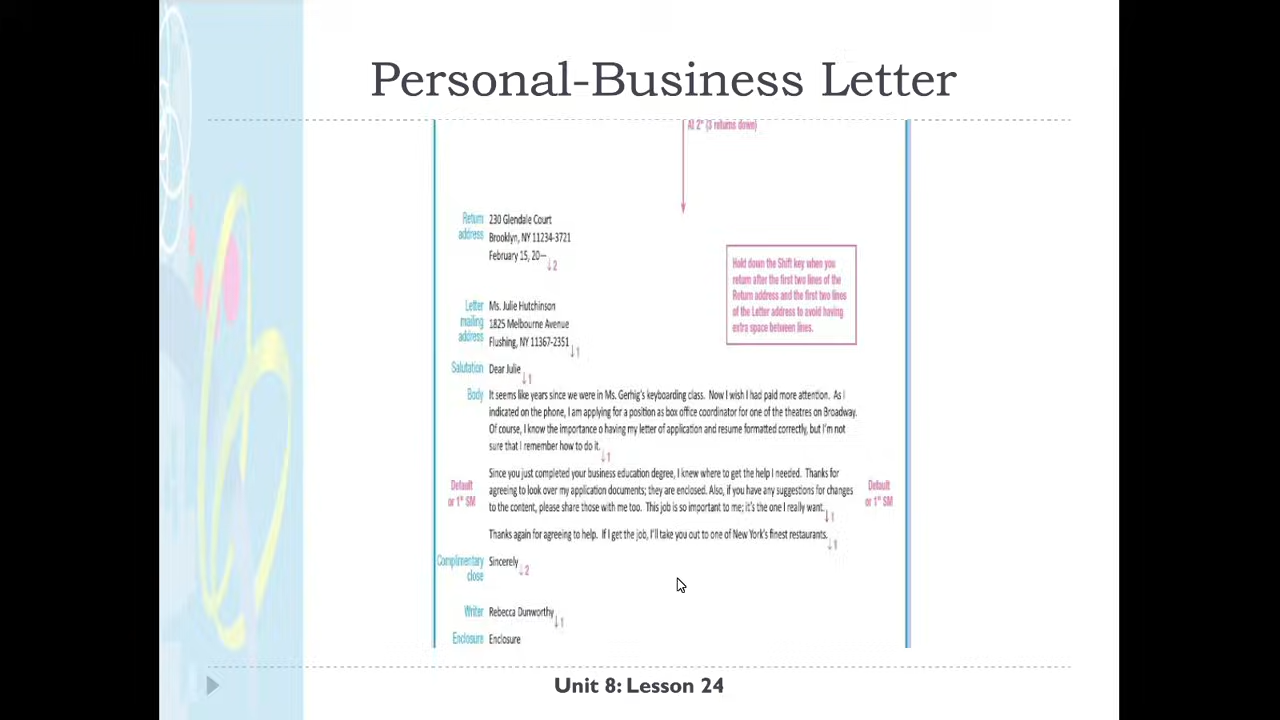 Personal-Business Letter
At 2" (3 returns down)
Return
address
230 Glendale Court
Brooklyn, NY 11234-3721
February 15, 20--
↓2
Hold down the Shift key when you
return after the first two lines of the
Return address and the first two lines
of the Letter address to avoid having
extra space between lines.
Letter
mailing
address
Ms. Julie Hutchinson
1825 Melbourne Avenue
Flushing, NY 11367-2351
↓1
Salutation
Dear Julie
↓1
Body
It seems like years since we were in Ms. Gerhig's keyboarding class. Now I wish I had paid more attention. As I
indicated on the phone, I am applying for a position as box office coordinator for one of the theatres on Broadway.
Of course, I know the importance o having my letter of application and resume formatted correctly, but I'm not
sure that I remember how to do it.
↓1
Default
or 1" SM
Since you just completed your business education degree, I knew where to get the help I needed. Thanks for
agreeing to look over my application documents; they are enclosed. Also, if you have any suggestions for changes
to the content, please share those with me too. This job is so important to me; it's the one I really want.
↓1
Default
or 1" SM
Thanks again for agreeing to help. If I get the job, I'll take you out to one of New York's finest restaurants.
↓1
Complimentary
close
Sincerely
↓2
Writer
Rebecca Dunworthy
↓1
Enclosure
Enclosure
Unit 8: Lesson 24